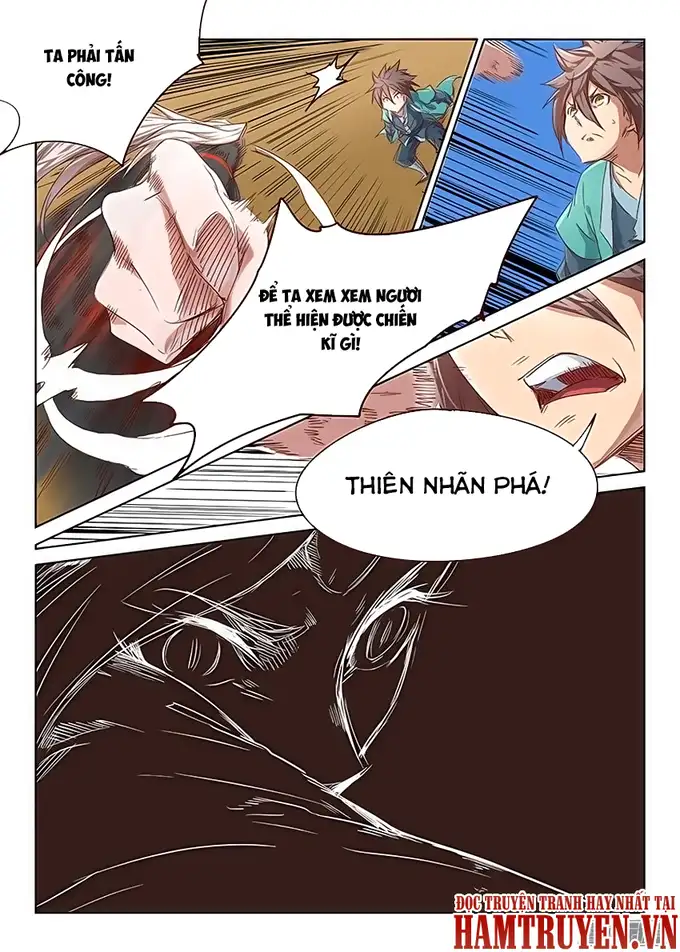 TA PHẢI TẤN
CÔNG!
ĐỂ TA XEM XEM NGƯƠI
THỂ HIỆN ĐƯỢC CHIẾN
KĨ GÌ!
THIÊN NHÃN PHÁ!
ĐỌC TRUYỆN TRANH HAY NHẤT TẠI
HAMTRUYEN.VN